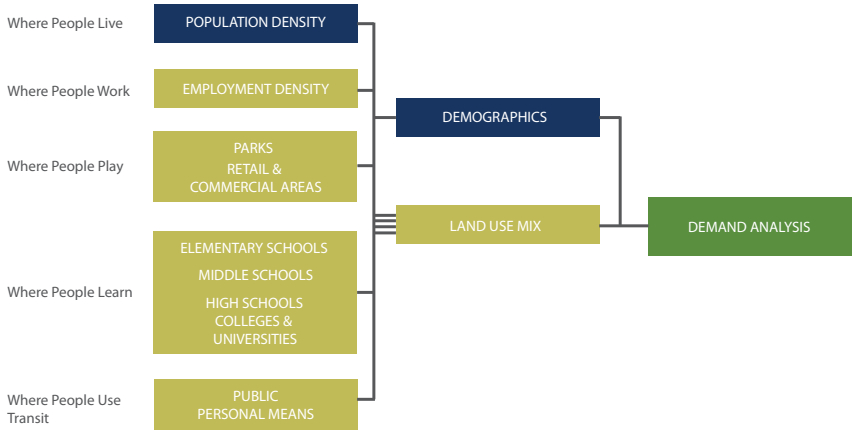 Where People Live
POPULATION DENSITY
Where People Work
EMPLOYMENT DENSITY
DEMOGRAPHICS
Where People Play
PARKS
RETAIL &
COMMERCIAL AREAS
LAND USE MIX
DEMAND ANALYSIS
Where People Learn
ELEMENTARY SCHOOLS
MIDDLE SCHOOLS
HIGH SCHOOLS
COLLEGES &
UNIVERSITIES
Where People Use
Transit
PUBLIC
PERSONAL MEANS